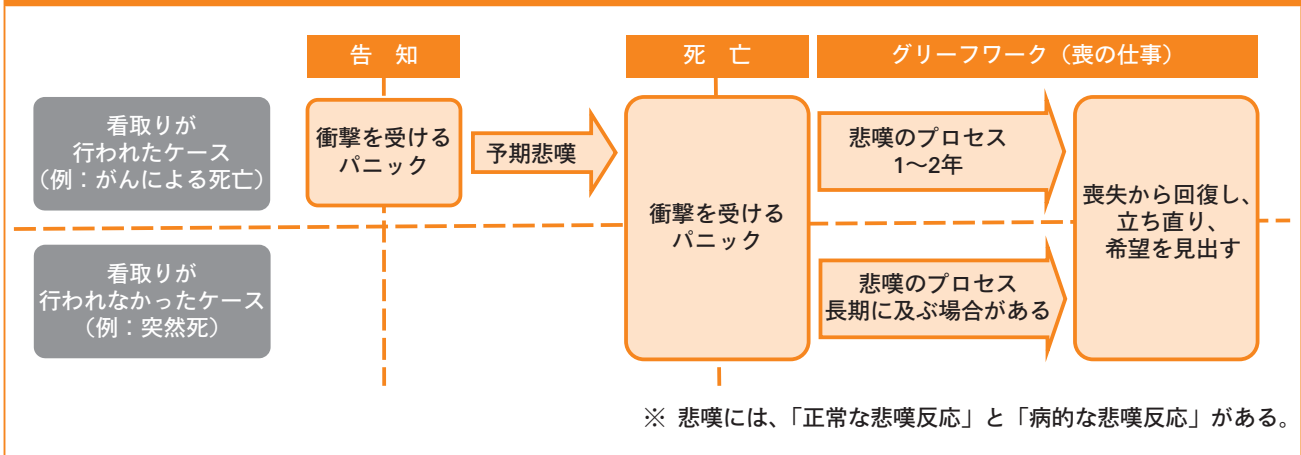 告 知
死 亡
グリーフワーク（喪の仕事）
看取りが
行われたケース
（例：がんによる死亡）
衝撃を受ける
パニック
予期悲嘆
衝撃を受ける
パニック
悲嘆のプロセス
1〜2年
喪失から回復し、
立ち直り、
希望を見出す
看取りが
行われなかったケース
（例：突然死）
悲嘆のプロセス
長期に及ぶ場合がある
※ 悲嘆には、「正常な悲嘆反応」と「病的な悲嘆反応」がある。